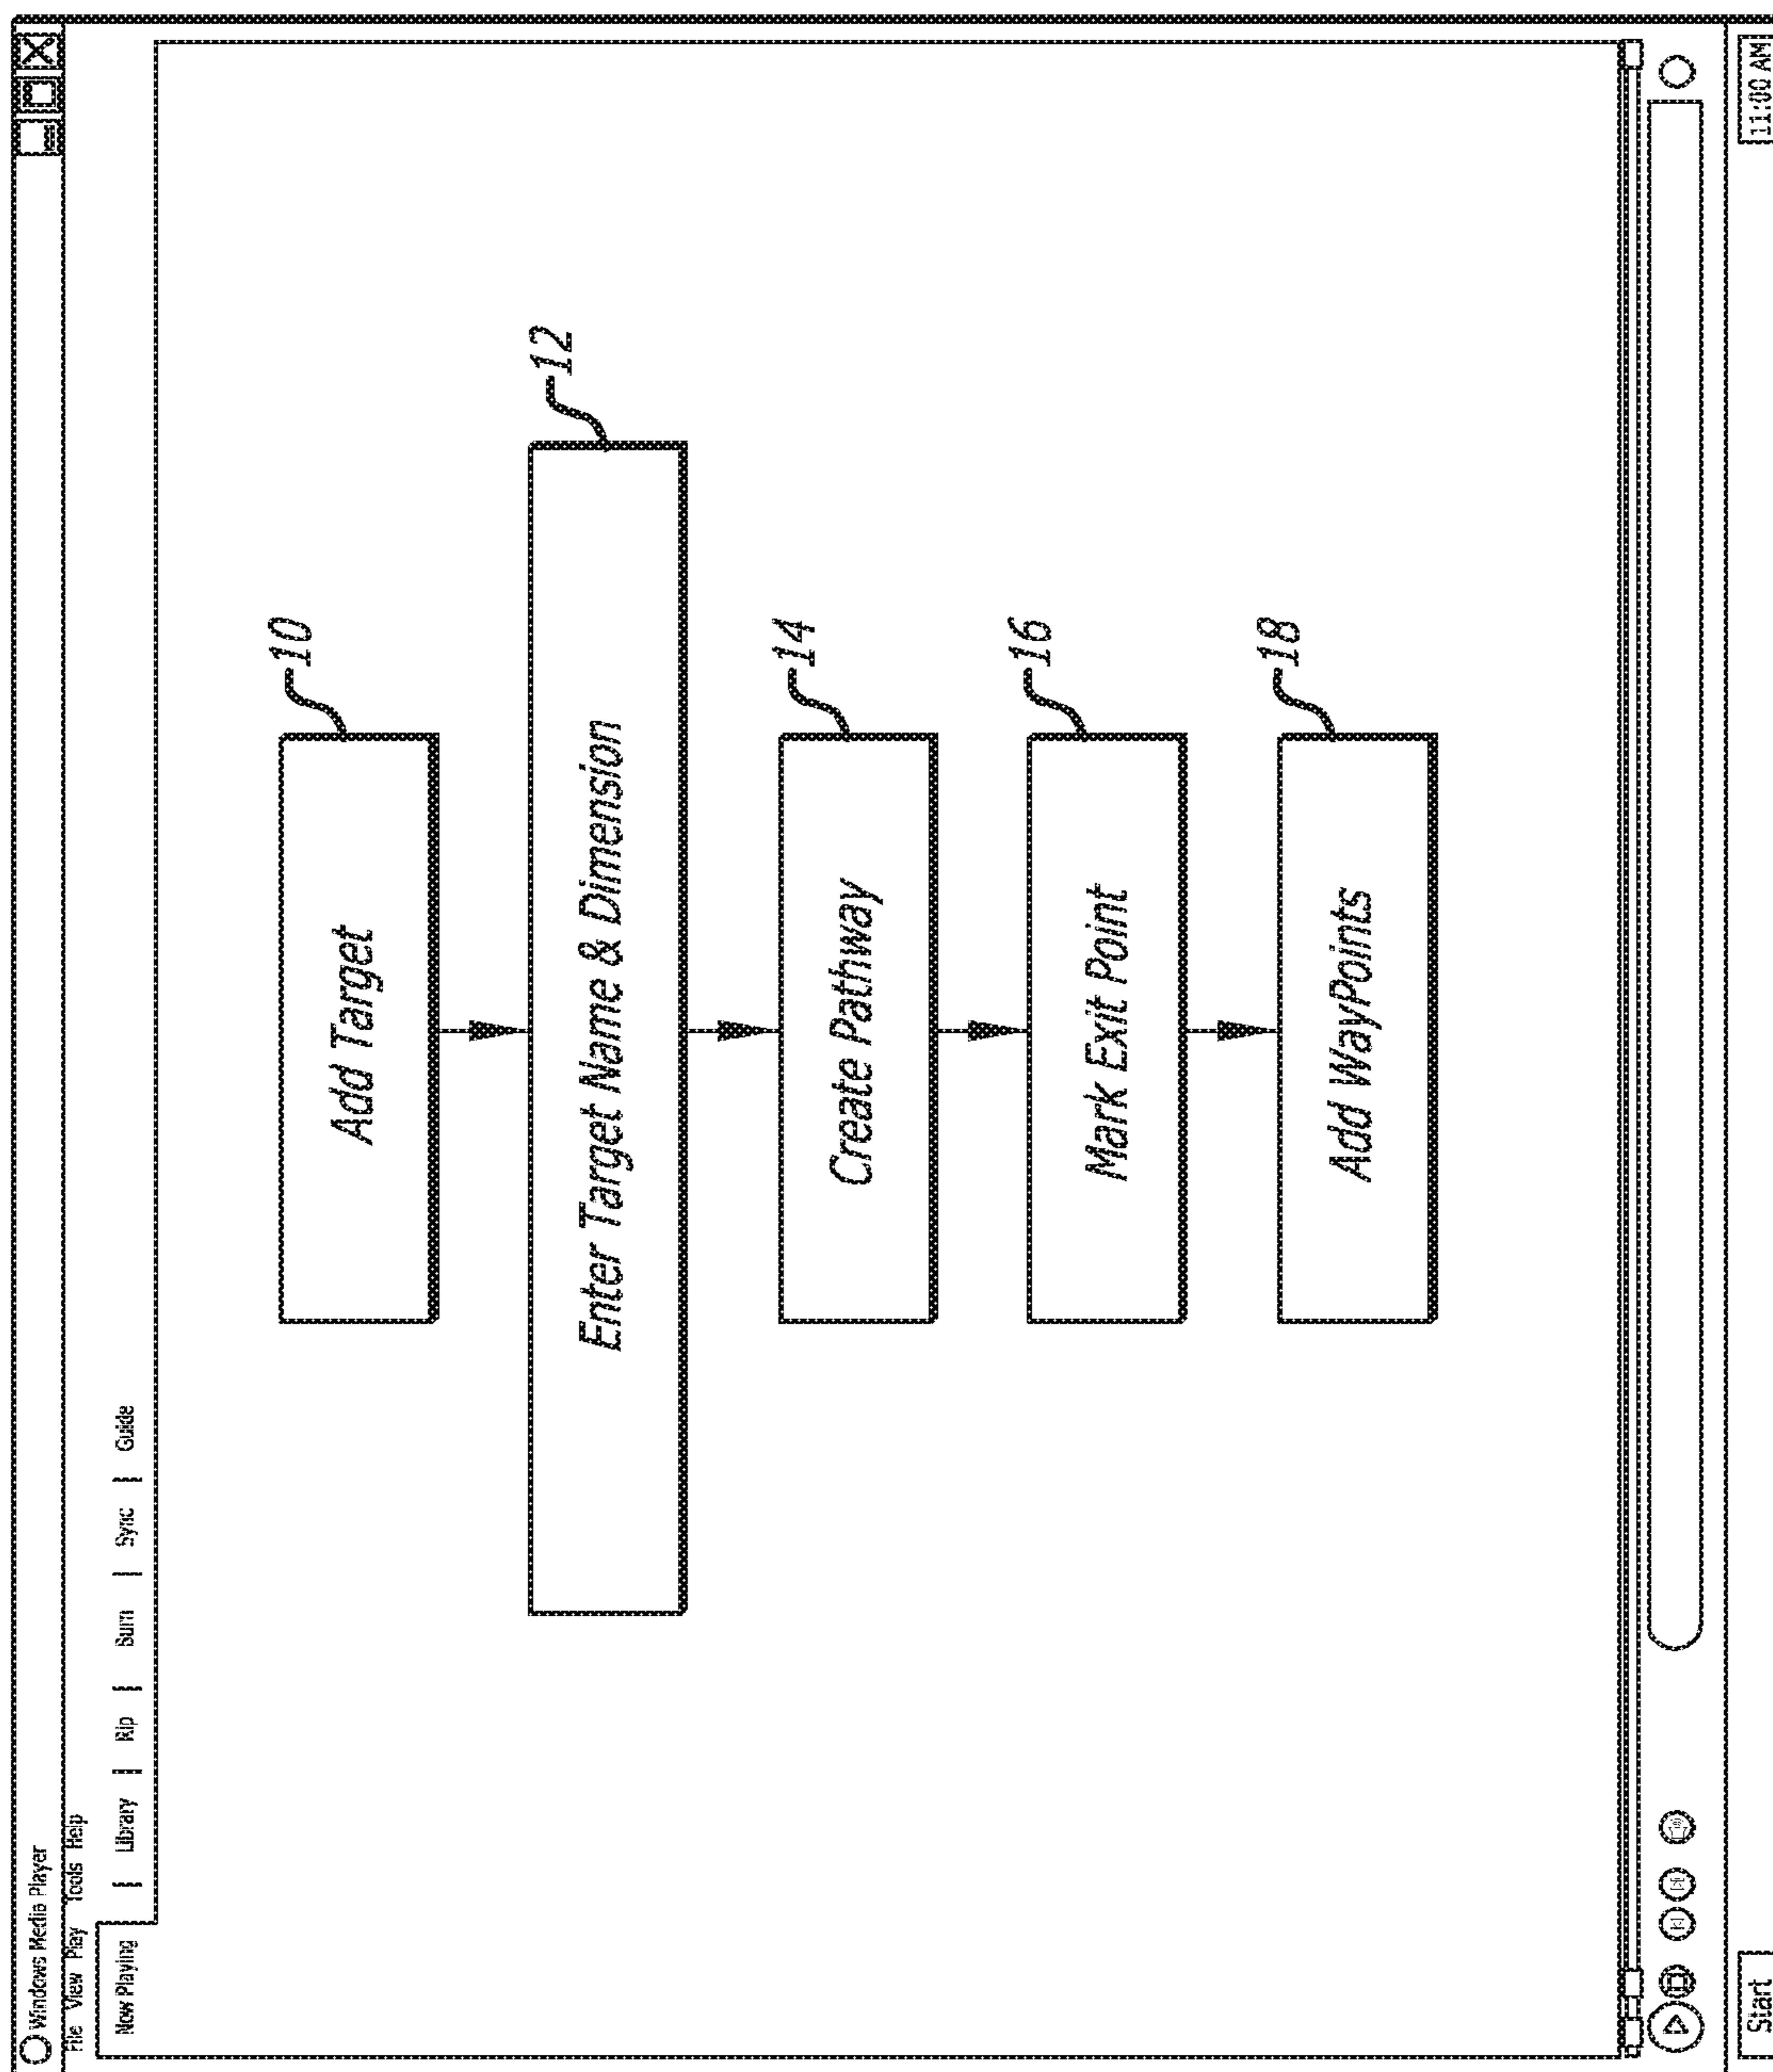 Windows Media Player
File View Play Tools Help
Now Playing | Library | Rip | Burn | Sync | Guide
10
Add Target
12
Enter Target Name & Dimension
14
Create Pathway
16
Mark Exit Point
18
Add WayPoints
Start
11:00 AM